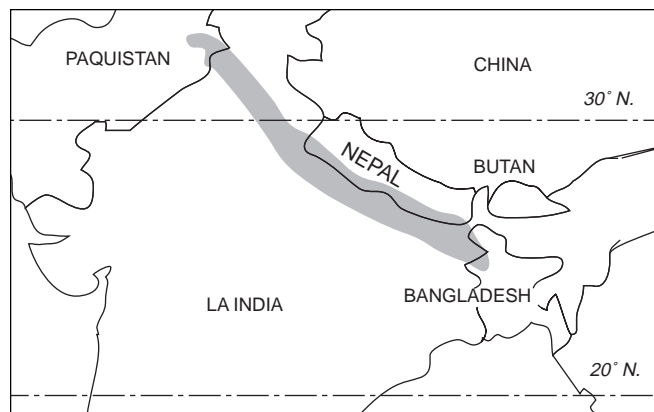 PAQUISTAN
CHINA
30° N.
NEPAL
BUTAN
LA INDIA
BANGLADESH
20° N.